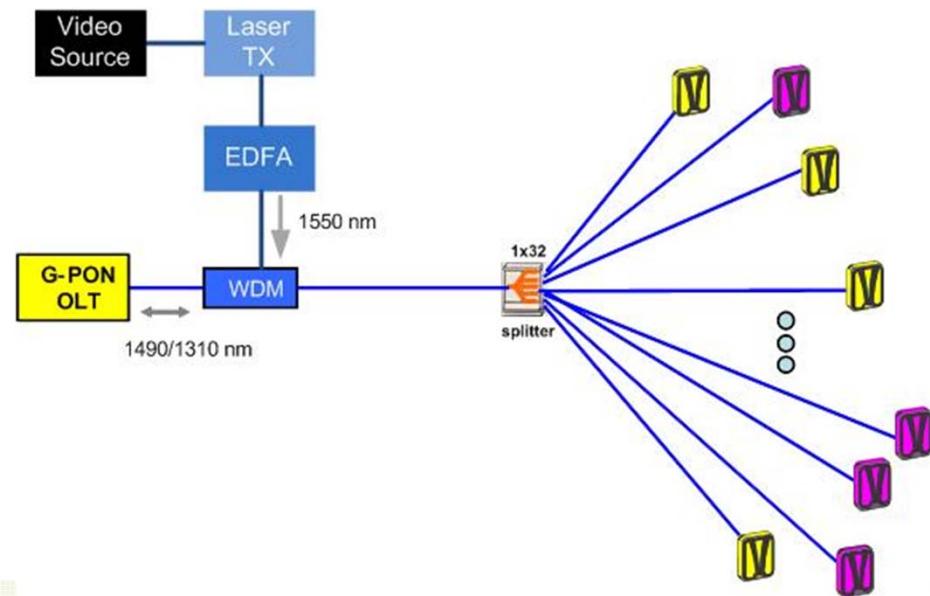 Video
Source
Laser
TX
EDFA
1550 nm
G-PON
OLT
WDM
1490/1310 nm
1x32
splitter
V
V
V
V
V
V
V
V